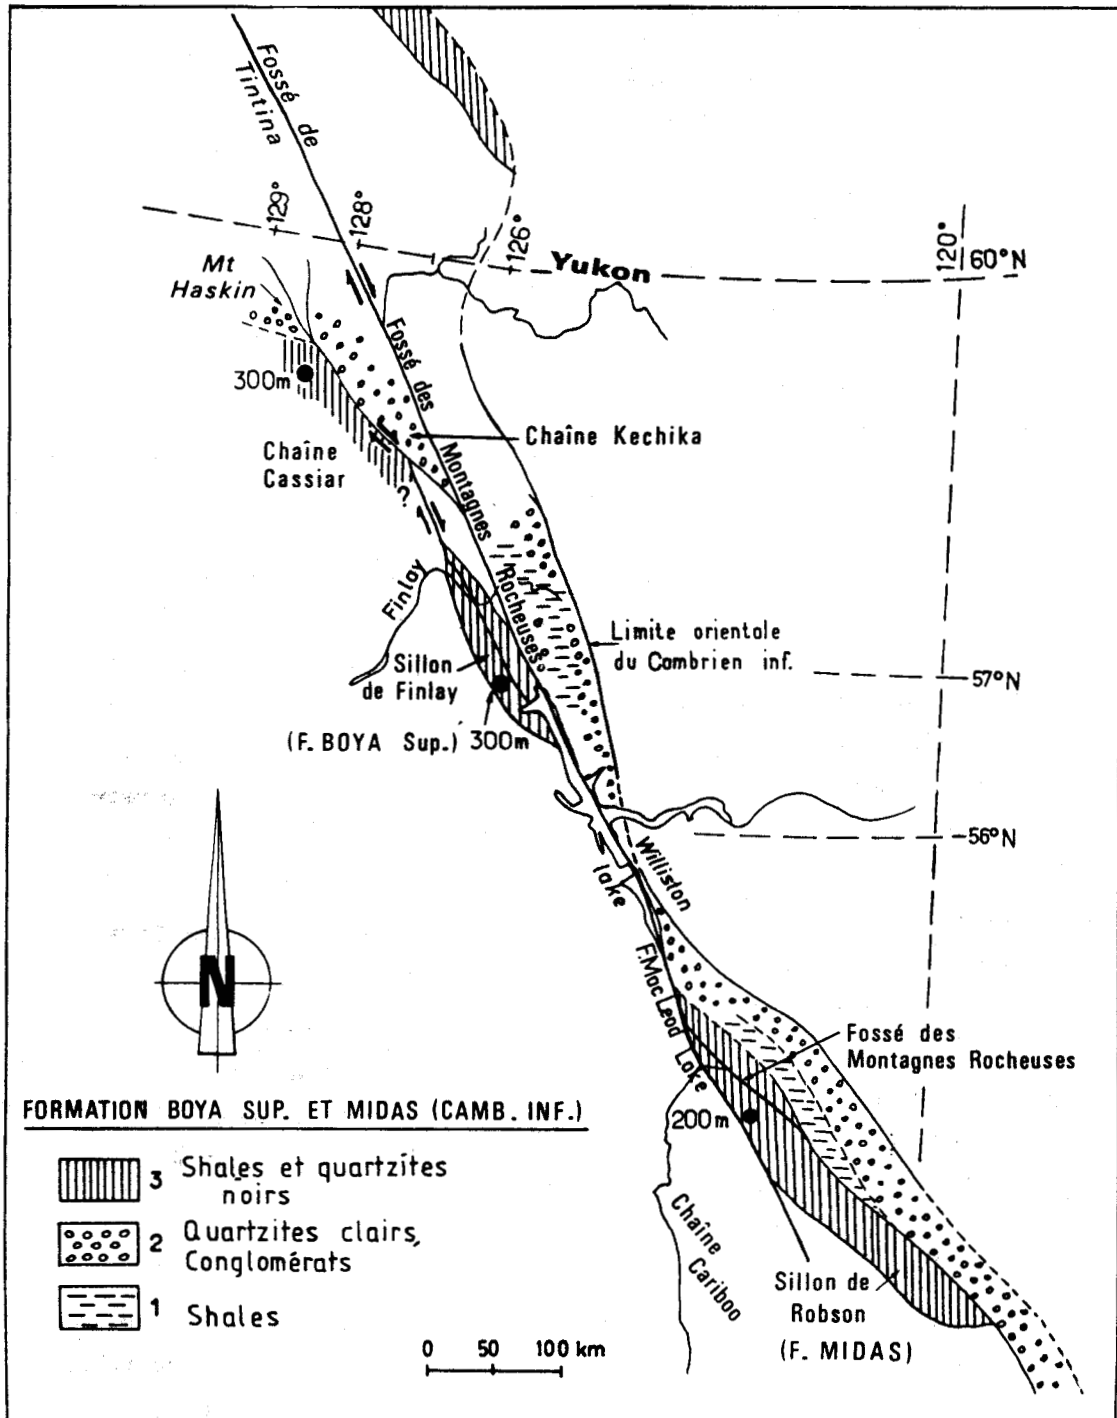 Fossé de
Tintina
129°
128°
126°
120°
60°N
Yukon
Mt
Haskin
300m
Fossé des
Montagnes
Rocheuses
Chaîne Kechika
Chaîne
Cassiar
?
Finlay
Limite orientale
du Cambrien inf.
57°N
Sillon
de Finlay
(F. BOYA Sup.)
300m
56°N
Williston
lake
F. Mac Leod Lake
N
Fossé des
Montagnes Rocheuses
200m
FORMATION BOYA SUP. ET MIDAS (CAMB. INF.)
3 Shales et quartzites
noirs
2 Quartzites clairs,
Conglomérats
1 Shales
Chaîne
Cariboo
Sillon de
Robson
(F. MIDAS)
0 50 100 km